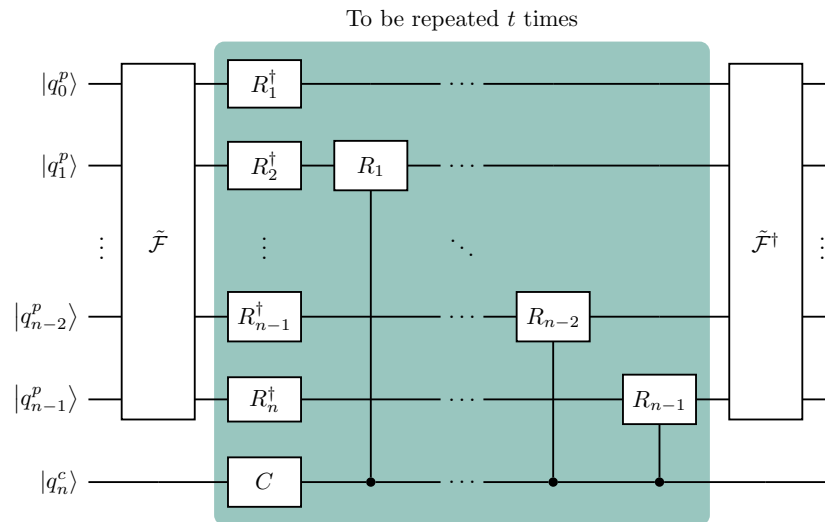 To be repeated t times
|q_0^p⟩ R_1^† ···
|q_1^p⟩ R_2^† R_1 ···
⋮ F̃ ⋮ ⋱ F̃^† ⋮
|q_{n−2}^p⟩ R_{n−1}^† ··· R_{n−2}
|q_{n−1}^p⟩ R_n^† ··· R_{n−1}
|q_n^c⟩ C ···